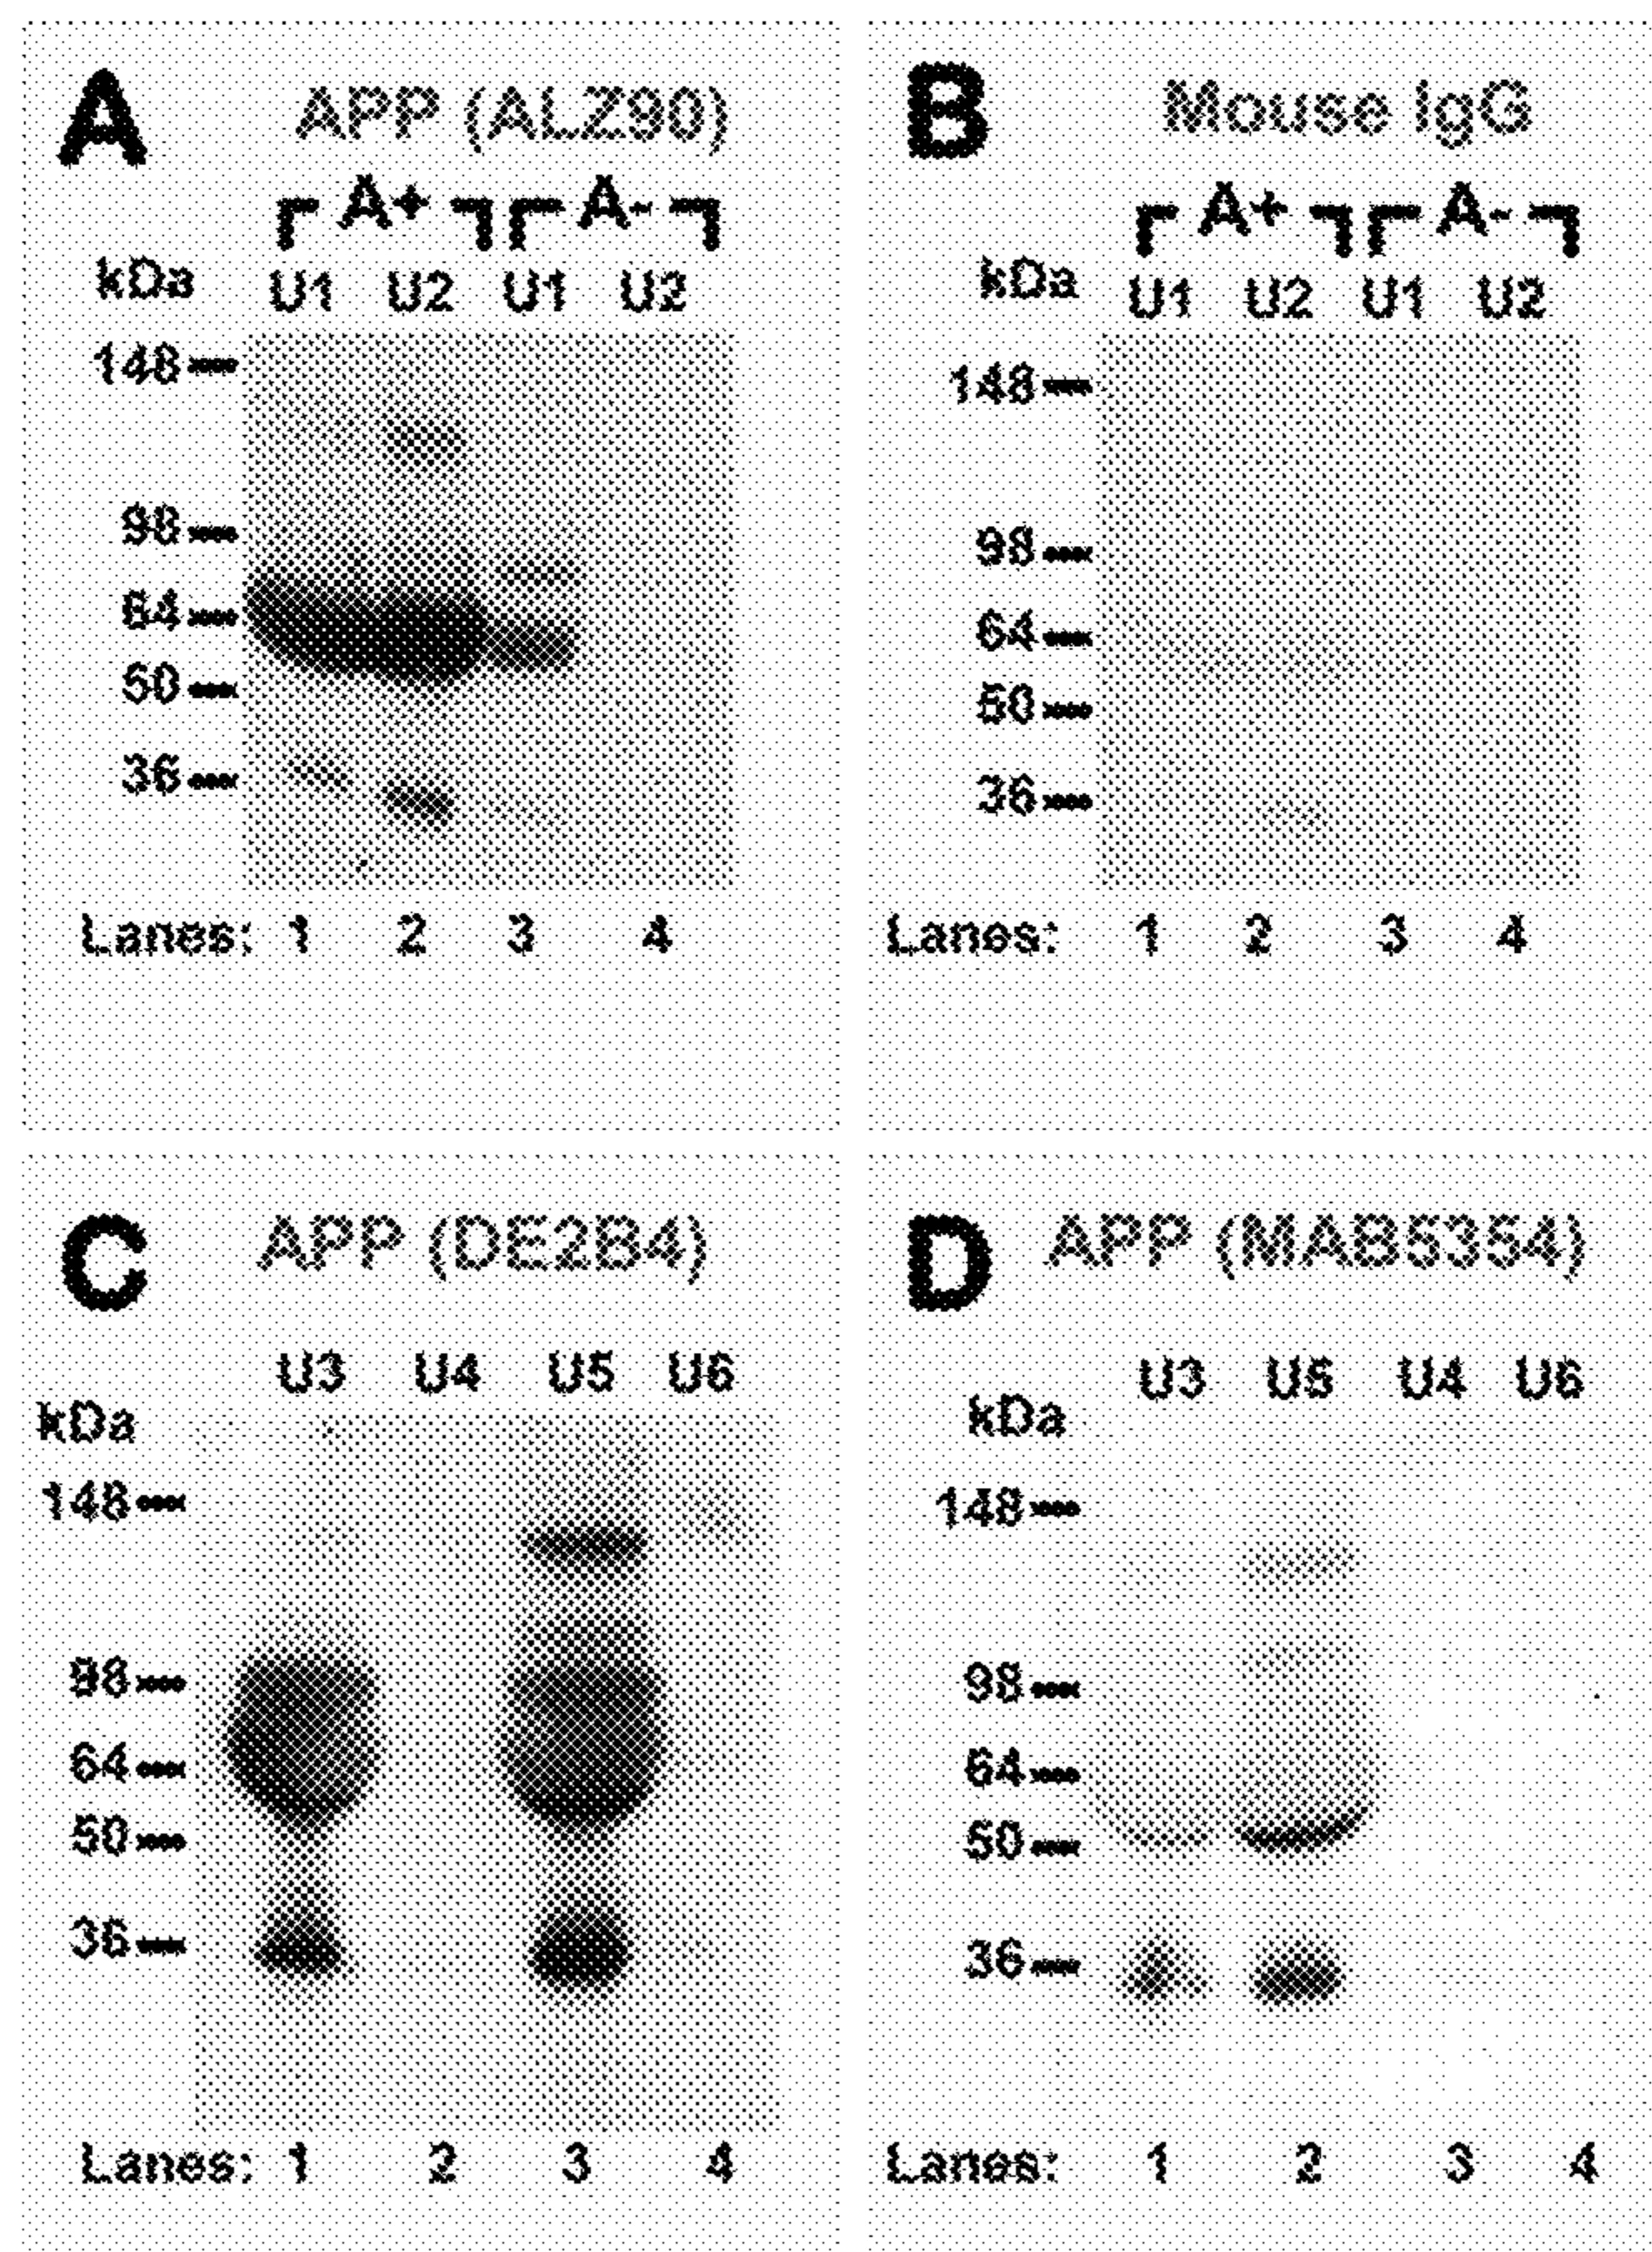 A APP (ALZ90)
A+ A-
kDa U1 U2 U1 U2
148
98
64
50
36
Lanes: 1 2 3 4
B Mouse IgG
A+ A-
kDa U1 U2 U1 U2
148
98
64
50
36
Lanes: 1 2 3 4
C APP (DE2B4)
U3 U4 U5 U6
kDa
148
98
64
50
36
Lanes: 1 2 3 4
D APP (MAB5354)
U3 U5 U4 U6
kDa
148
98
64
50
36
Lanes: 1 2 3 4